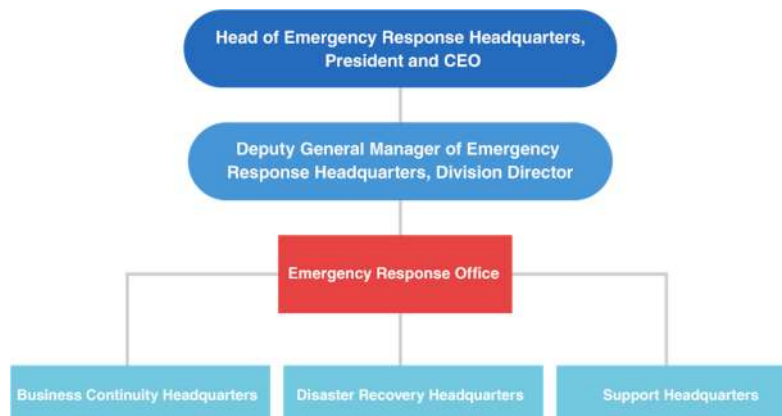 Head of Emergency Response Headquarters,
President and CEO
Deputy General Manager of Emergency
Response Headquarters, Division Director
Emergency Response Office
Business Continuity Headquarters
Disaster Recovery Headquarters
Support Headquarters